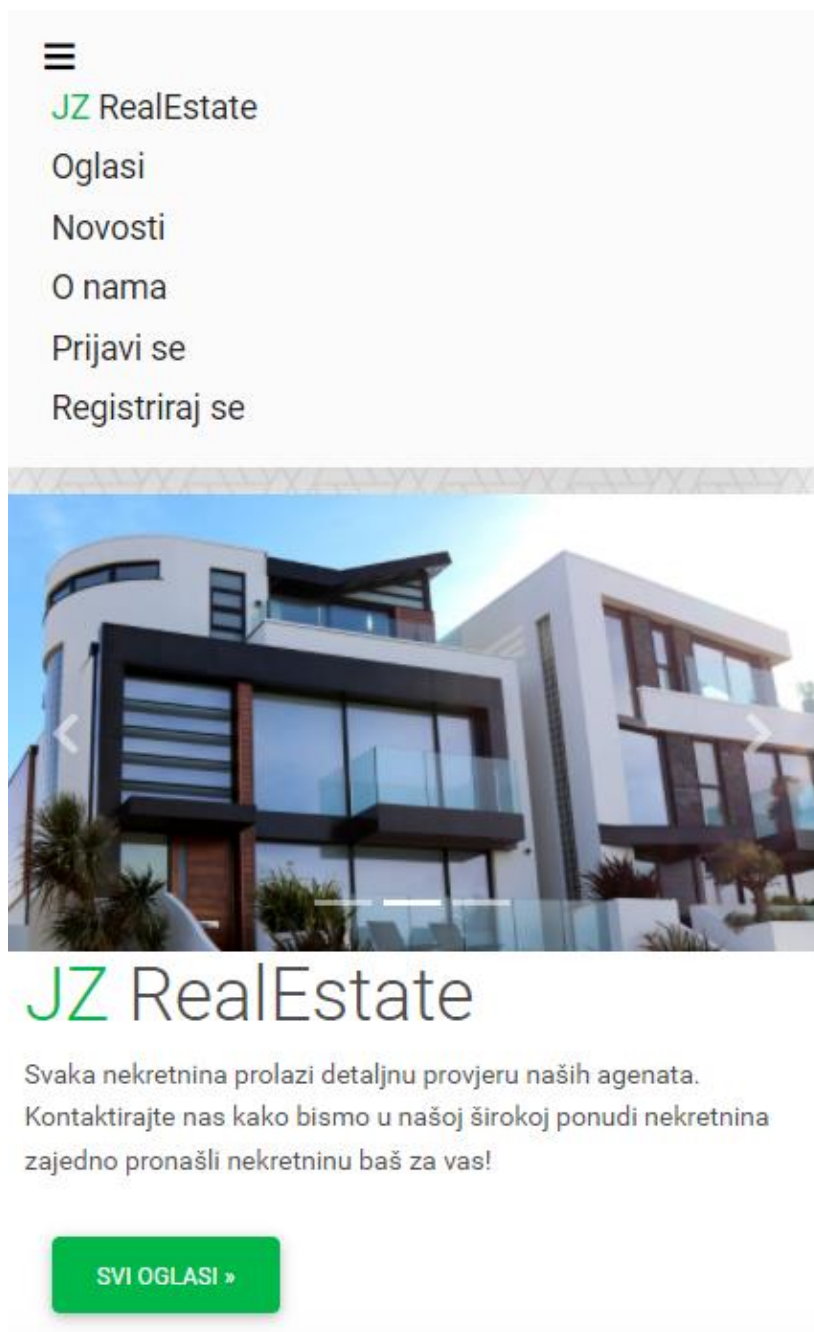 JZ RealEstate
Oglasi
Novosti
O nama
Prijavi se
Registriraj se
JZ RealEstate
Svaka nekretnina prolazi detaljnu provjeru naših agenata.
Kontaktirajte nas kako bismo u našoj širokoj ponudi nekretnina
zajedno pronašli nekretninu baš za vas!
SVI OGLASI »